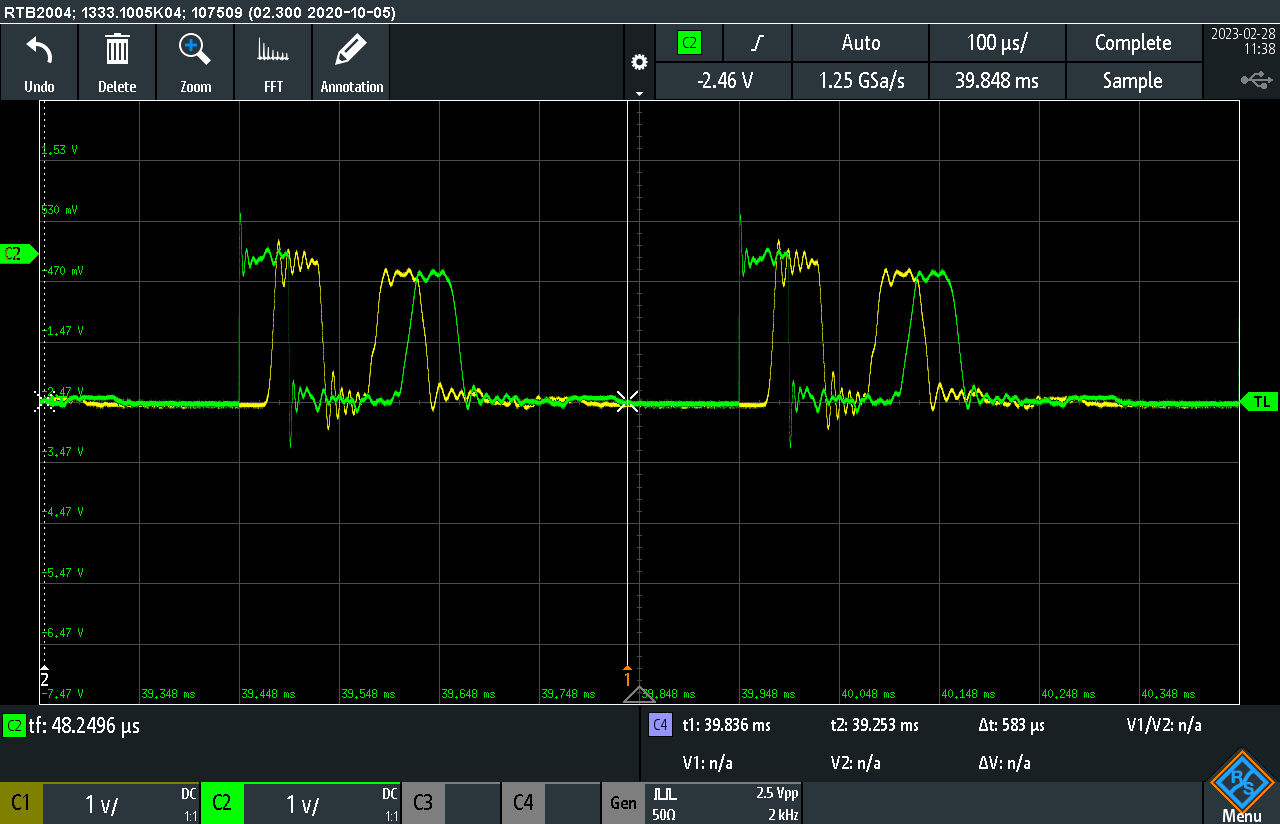 RTB2004; 1333.1005K04; 107509 (02.300 2020-10-05)
Undo
Delete
Zoom
FFT
Annotation
C2
Auto
100 µs/
Complete
2023-02-28
11:38
-2.46 V
1.25 GSa/s
39.848 ms
Sample
1.53 V
530 mV
C2
-470 mV
-1.47 V
-2.47 V
TL
-3.47 V
-4.47 V
-5.47 V
-6.47 V
2
1
-7.47 V
39.348 ms
39.448 ms
39.548 ms
39.648 ms
39.748 ms
39.848 ms
39.948 ms
40.048 ms
40.148 ms
40.248 ms
40.348 ms
C2 tf: 48.2496 µs
C4 t1: 39.836 ms t2: 39.253 ms Δt: 583 µs V1/V2: n/a
V1: n/a V2: n/a ΔV: n/a
C1
1 V/
DC
1:1
C2
1 V/
DC
1:1
C3
C4
Gen
50Ω
2.5 Vpp
2 kHz
R S
Menu